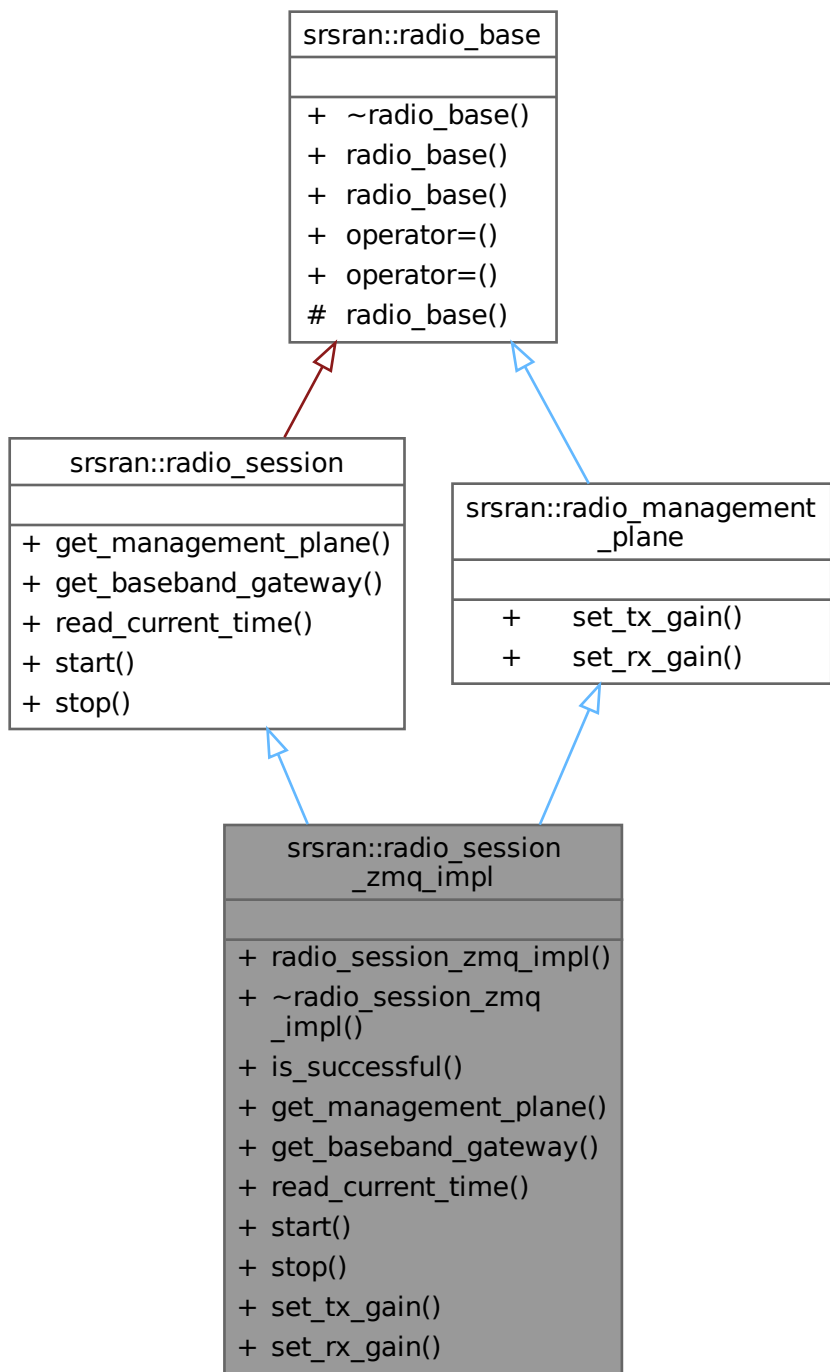 srsran::radio_base
+ ~radio_base()
+ radio_base()
+ radio_base()
+ operator=()
+ operator=()
# radio_base()
srsran::radio_session
+ get_management_plane()
+ get_baseband_gateway()
+ read_current_time()
+ start()
+ stop()
srsran::radio_management
_plane
+ set_tx_gain()
+ set_rx_gain()
srsran::radio_session
_zmq_impl
+ radio_session_zmq_impl()
+ ~radio_session_zmq
_impl()
+ is_successful()
+ get_management_plane()
+ get_baseband_gateway()
+ read_current_time()
+ start()
+ stop()
+ set_tx_gain()
+ set_rx_gain()